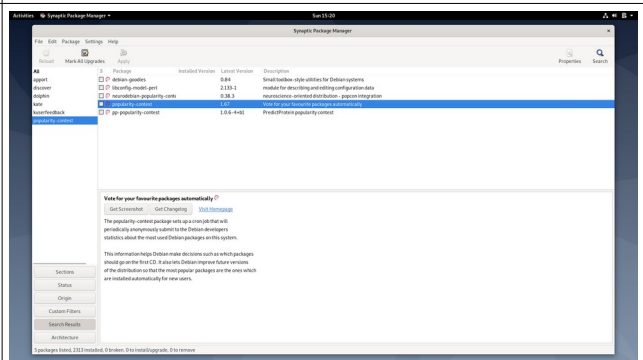 Activities Synaptic Package Manager Sun 15:20
Synaptic Package Manager
File Edit Package Settings Help
Reload Mark All Upgrades Apply Properties Search
All
apport
discover
dolphin
kate
kuserfeedback
popularity-contest
S Package Installed Version Latest Version Description
debian-goodies 0.84 Small toolbox-style utilities for Debian systems
libconfig-model-perl 2.133-1 module for describing and editing configuration data
neurodebian-popularity-conte 0.38.3 neuroscience-oriented distribution - popcon integration
popularity-contest 1.67 Vote for your favourite packages automatically
pp-popularity-contest 1.0.6-4+b1 PredictProtein popularity contest
Vote for your favourite packages automatically
Get Screenshot Get Changelog Visit Homepage
The popularity-contest package sets up a cron job that will
periodically anonymously submit to the Debian developers
statistics about the most used Debian packages on this system.
This information helps Debian make decisions such as which packages
should go on the first CD. It also lets Debian improve future versions
of the distribution so that the most popular packages are the ones which
are installed automatically for new users.
Sections
Status
Origin
Custom Filters
Search Results
Architecture
5 packages listed, 2313 installed, 0 broken. 0 to install/upgrade, 0 to remove